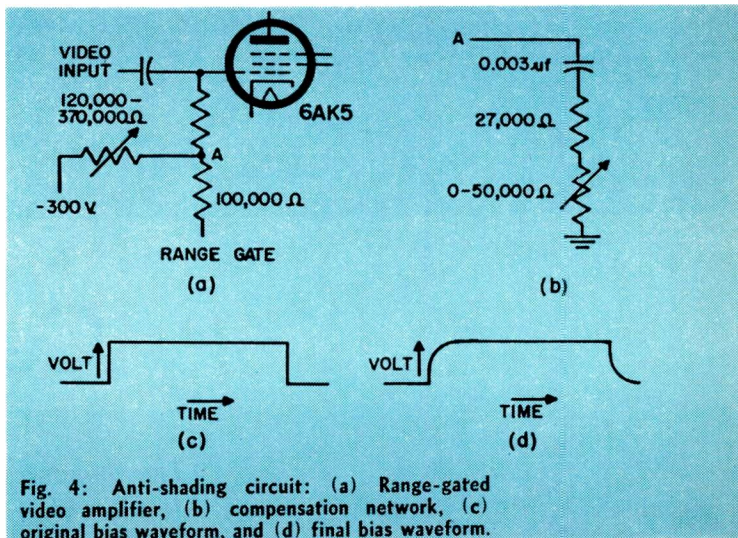 VIDEO
INPUT
120,000-
370,000Ω
6AK5
A
-300 V.
100,000 Ω
RANGE GATE
(a)
A
0.003 uf
27,000 Ω
0-50,000Ω
(b)
VOLT
TIME
(c)
VOLT
TIME
(d)
Fig. 4: Anti-shading circuit: (a) Range-gated
video amplifier, (b) compensation network, (c)
original bias waveform, and (d) final bias waveform.